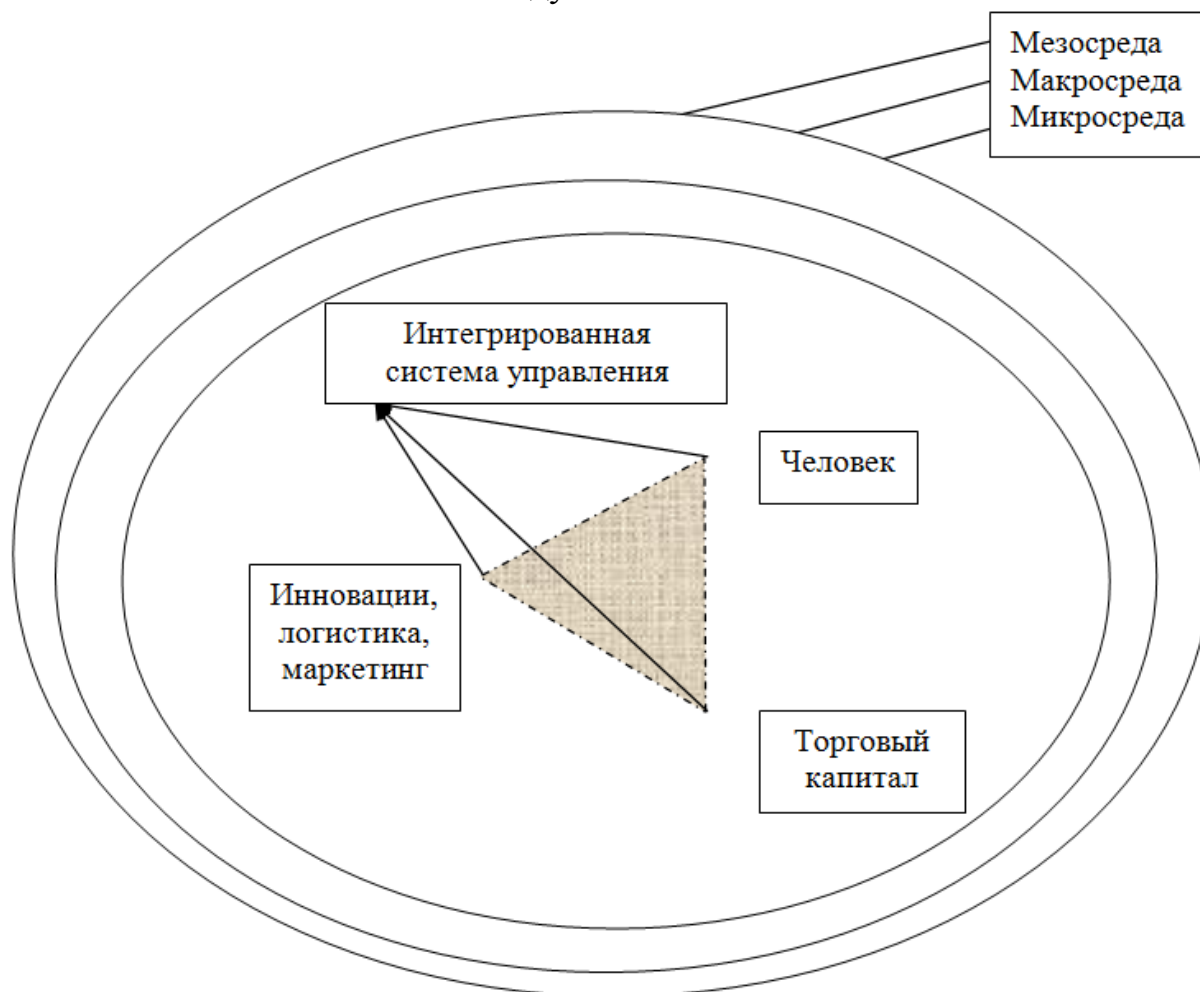 Мезосреда
Макросреда
Микросреда
Интегрированная
система управления
Человек
Инновации,
логистика,
маркетинг
Торговый
капитал